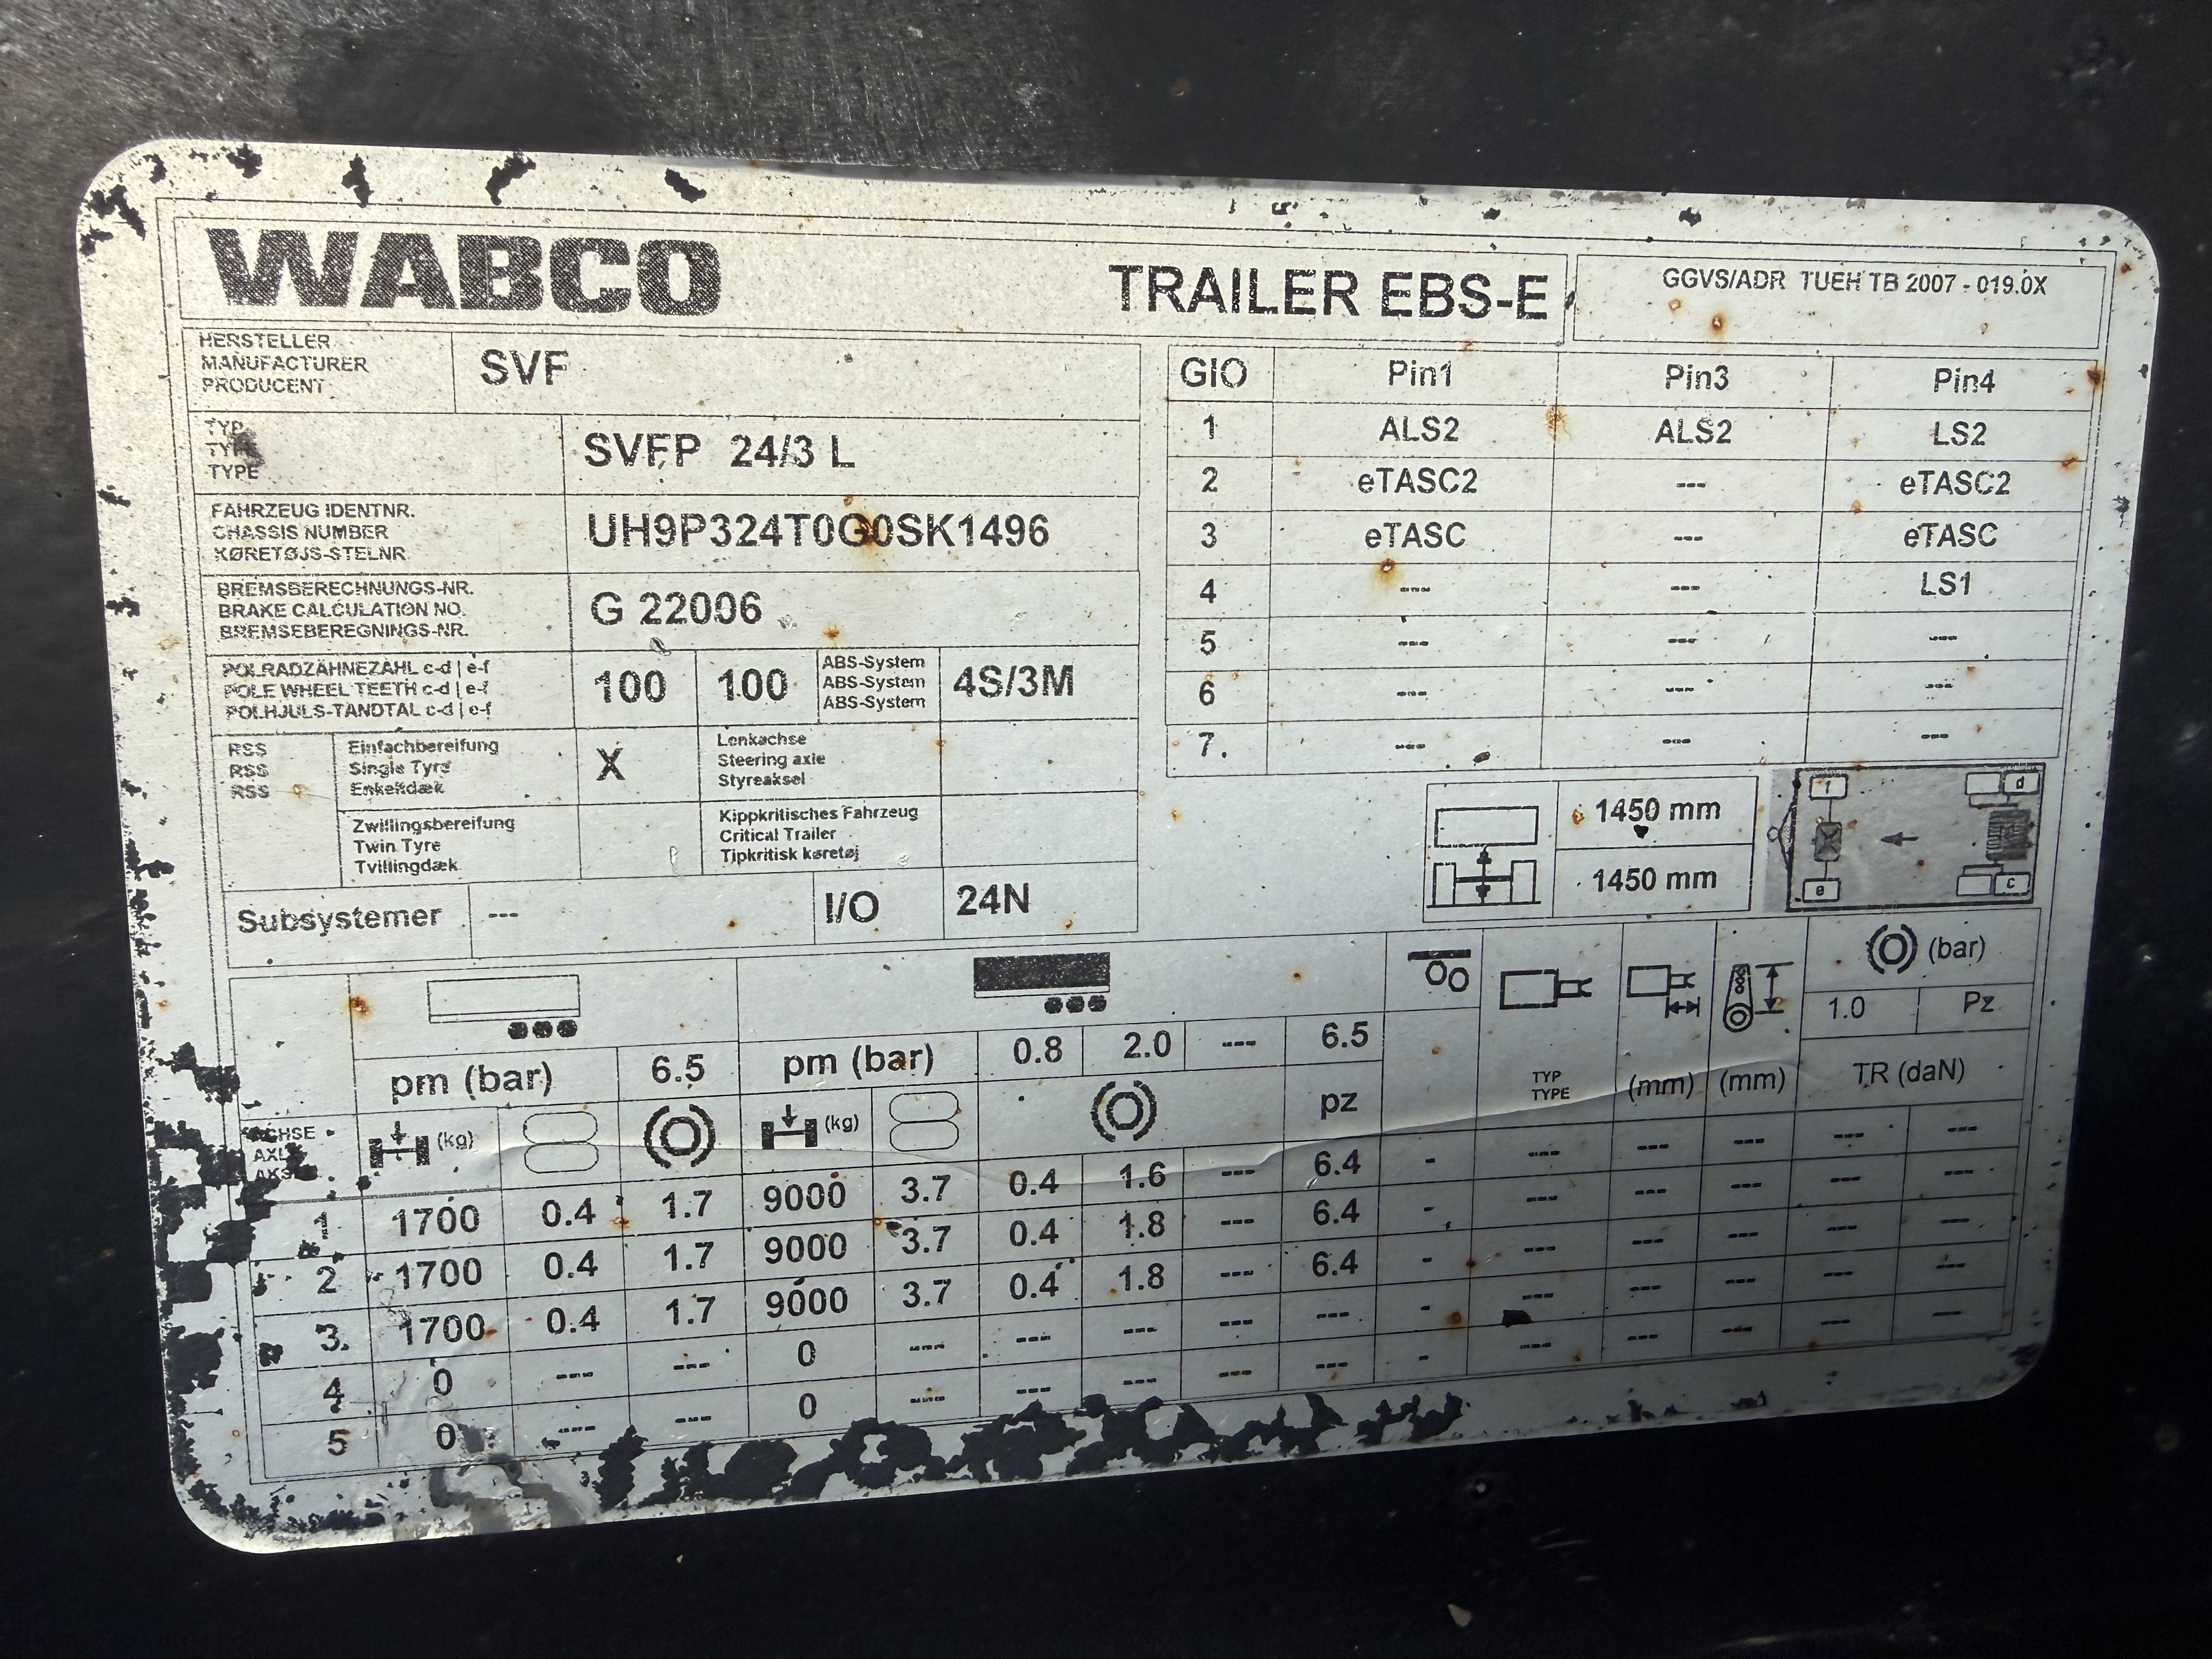 WABCO
TRAILER EBS-E
GGVS/ADR TUEH TB 2007 - 019.0X
HERSTELLER
MANUFACTURER
PRODUCENT
SVF
TYP
TYPE
TYPE
SVFP 24/3 L
FAHRZEUG IDENTNR.
CHASSIS NUMBER
KØRETØJS-STELNR
UH9P324T0G0SK1496
BREMSBERECHNUNGS-NR.
BRAKE CALCULATION NO.
BREMSEBEREGNINGS-NR.
G 22006
POLRADZÄHNEZAHL c-d | e-f
POLE WHEEL TEETH c-d | e-f
POLHJULS-TANDTAL c-d | e-f
100 100
ABS-System
ABS-System
ABS-System
4S/3M
RSS
RSS
RSS
Einfachbereifung
Single Tyre
Enkeltdæk
X
Lenkachse
Steering axle
Styreaksel
Zwillingsbereifung
Twin Tyre
Tvillingdæk
Kippkritisches Fahrzeug
Critical Trailer
Tipkritisk køretøj
Subsystemer --- I/O 24N
GIO Pin1 Pin3 Pin4
1 ALS2 ALS2 LS2
2 eTASC2 --- eTASC2
3 eTASC --- eTASC
4 --- --- LS1
5 --- --- ---
6 --- --- ---
7. --- --- ---
1450 mm
1450 mm
f d
e c
(bar)
1.0 Pz
pm (bar) 6.5 pm (bar) 0.8 2.0 --- 6.5
TYP
TYPE
(mm) (mm) TR (daN)
ACHSE
AXLE
AKSEL
(kg) (kg) pz
1 1700 0.4 1.7 9000 3.7 0.4 1.6 --- 6.4 - --- --- --- --- ---
2 1700 0.4 1.7 9000 3.7 0.4 1.8 --- 6.4 - --- --- --- --- ---
3 1700 0.4 1.7 9000 3.7 0.4 1.8 --- 6.4 - --- --- --- --- ---
4 0 --- --- 0 --- --- --- --- --- - --- --- --- --- ---
5 0 --- --- 0 --- --- --- --- --- - --- --- --- --- ---